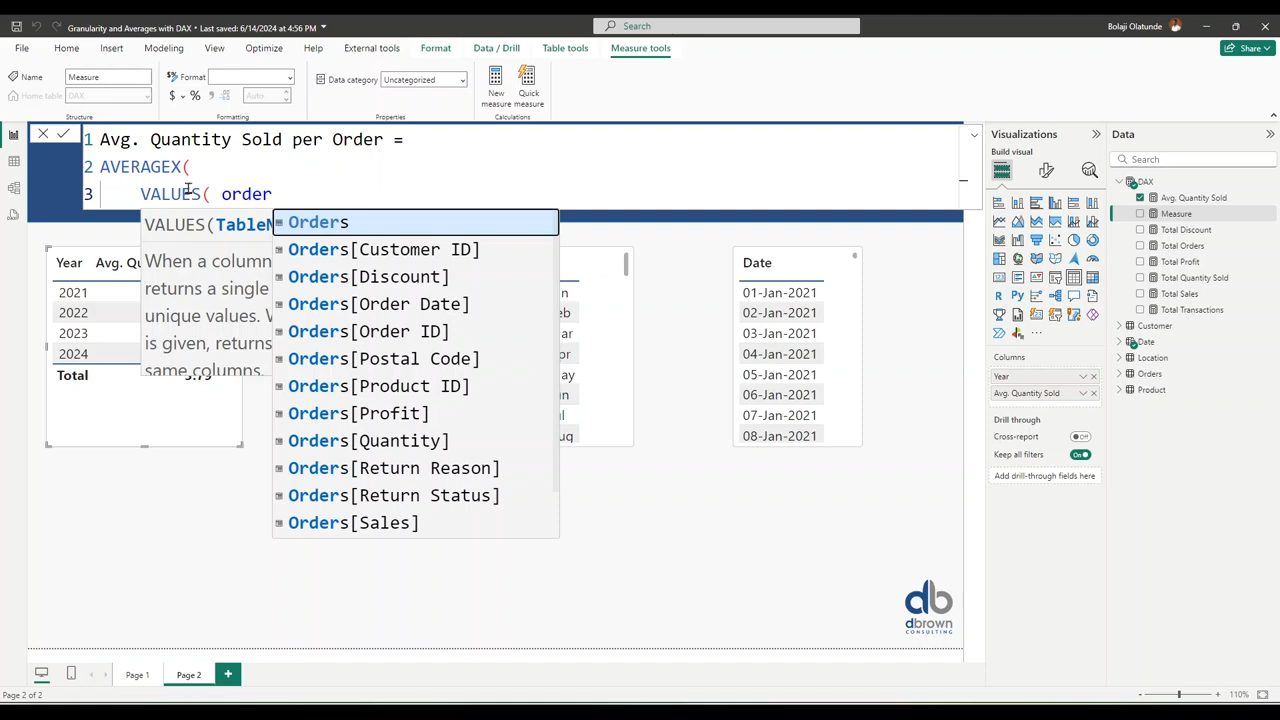 Granularity and Averages with DAX • Last saved: 6/14/2024 at 4:56 PM
Search
Bolaji Olatunde
File Home Insert Modeling View Optimize Help External tools Format Data / Drill Table tools Measure tools
Share
Name Measure
Format
Data category Uncategorized
New measure
Quick measure
Home table DAX
$ % Auto
Structure Formatting Properties Calculations
1 Avg. Quantity Sold per Order =
2 AVERAGEX(
3 VALUES( order
VALUES(TableN
When a column
returns a single
unique values. W
is given, returns
same columns.
Orders
Orders[Customer ID]
Orders[Discount]
Orders[Order Date]
Orders[Order ID]
Orders[Postal Code]
Orders[Product ID]
Orders[Profit]
Orders[Quantity]
Orders[Return Reason]
Orders[Return Status]
Orders[Sales]
Year Avg. Qu
2021
2022
2023
2024
Total
Date
01-Jan-2021
02-Jan-2021
03-Jan-2021
04-Jan-2021
05-Jan-2021
06-Jan-2021
07-Jan-2021
08-Jan-2021
db
dbrown
CONSULTING
Visualizations
Build visual
Columns
Year
Avg. Quantity Sold
Drill through
Cross-report Off
Keep all filters On
Add drill-through fields here
Data
Search
DAX
Avg. Quantity Sold
Measure
Total Discount
Total Orders
Total Profit
Total Quantity Sold
Total Sales
Total Transactions
Customer
Date
Location
Orders
Product
Page 1 Page 2
Page 2 of 2
110%